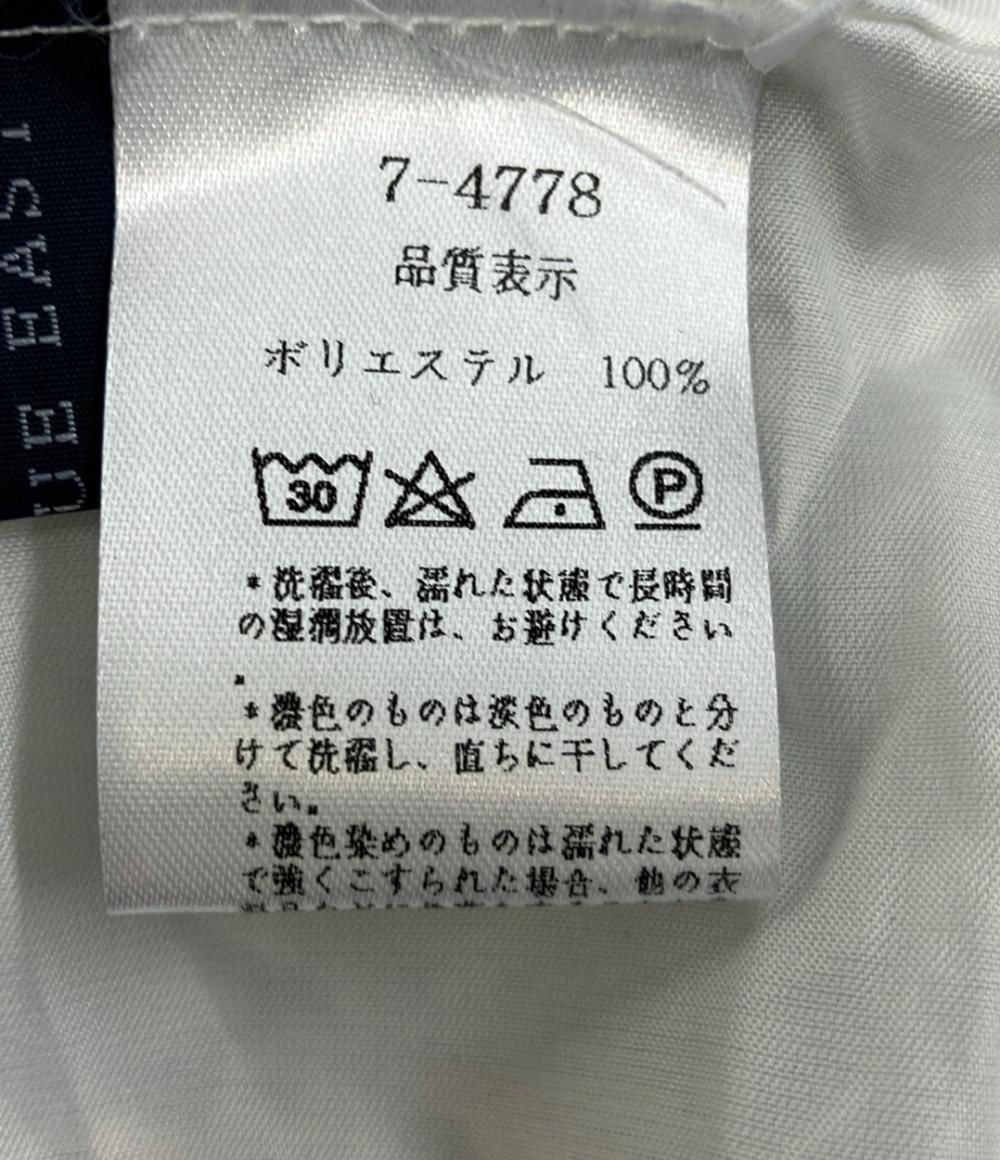 7-4778
品質表示
ポリエステル 100%
30
P
*洗濯後、濡れた状態で長時間
の湿潤放置は、お避けください
。
*濃色のものは淡色のものと分
けて洗濯し、直ちに干してくだ
さい。
*濃色染めのものは濡れた状態
で強くこすられた場合、他の衣
EAST